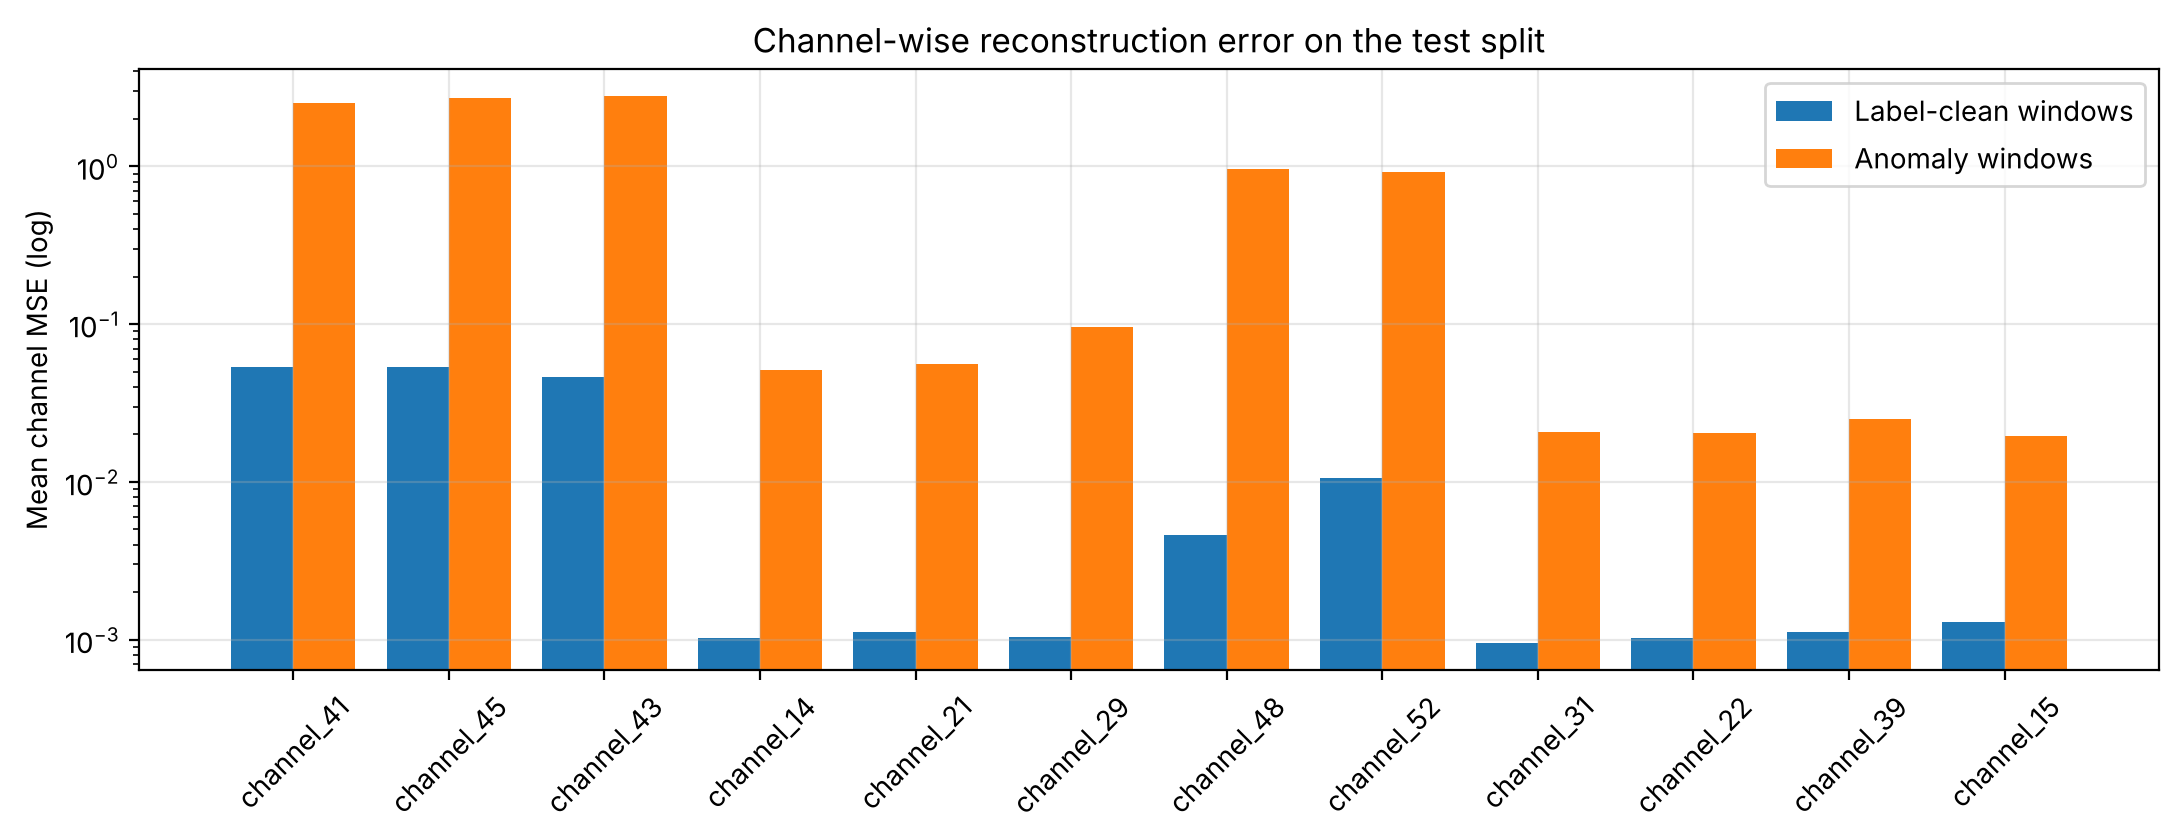 Channel-wise reconstruction error on the test split
Mean channel MSE (log)
10⁰
10⁻¹
10⁻²
10⁻³
Label-clean windows
Anomaly windows
channel_41
channel_45
channel_43
channel_14
channel_21
channel_29
channel_48
channel_52
channel_31
channel_22
channel_39
channel_15